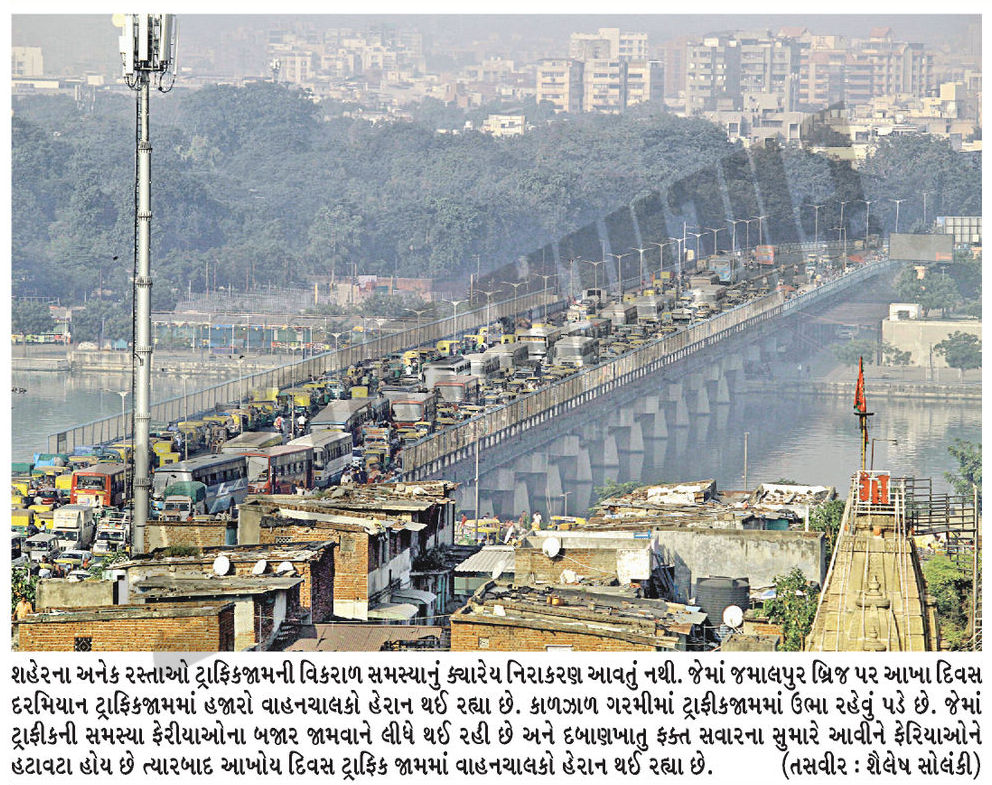 શહેરના અનેક રસ્તાઓ ટ્રાફિકજામની વિકરાળ સમસ્યાનું ક્યારેય નિરાકરણ આવતું નથી. જેમાં જમાલપુર બ્રિજ પર આખા દિવસ
દરમિયાન ટ્રાફિકજામમાં હજારો વાહનચાલકો હેરાન થઈ રહ્યા છે. કાળઝાળ ગરમીમાં ટ્રાફીકજામમાં ઉભા રહેવું પડે છે. જેમાં
ટ્રાફીકની સમસ્યા ફેરીયાઓના બજાર જામવાને લીધે થઈ રહી છે અને દબાણખાતુ ફક્ત સવારના સુમારે આવીને ફેરિયાઓને
હટાવટા હોય છે ત્યારબાદ આખોય દિવસ ટ્રાફિક જામમાં વાહનચાલકો હેરાન થઈ રહ્યા છે. (તસવીર : શૈલેષ સોલંકી)